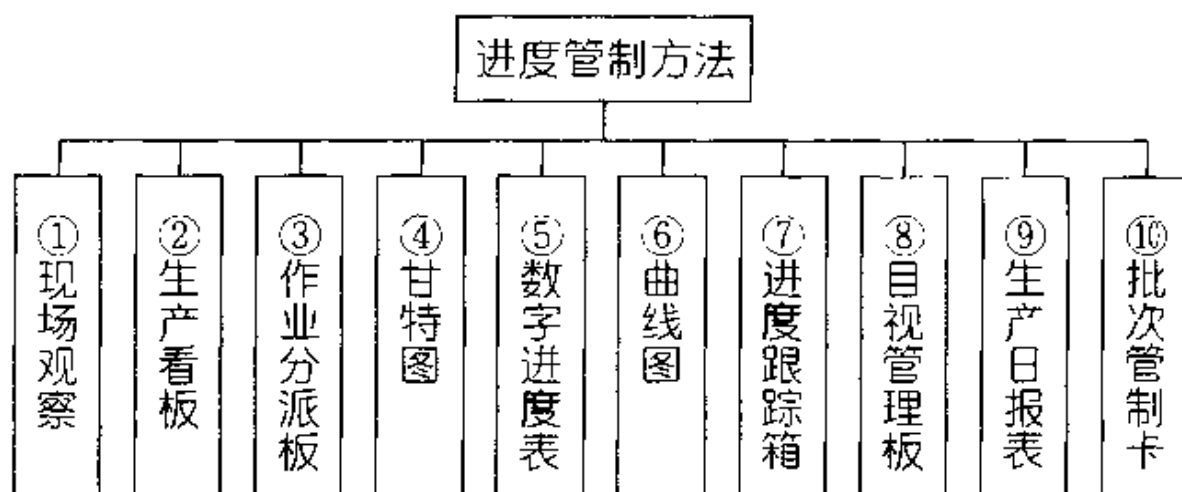 进度管制方法
①现场观察
②生产看板
③作业分派板
④甘特图
⑤数字进度表
⑥曲线图
⑦进度跟踪箱
⑧目视管理板
⑨生产日报表
⑩批次管制卡